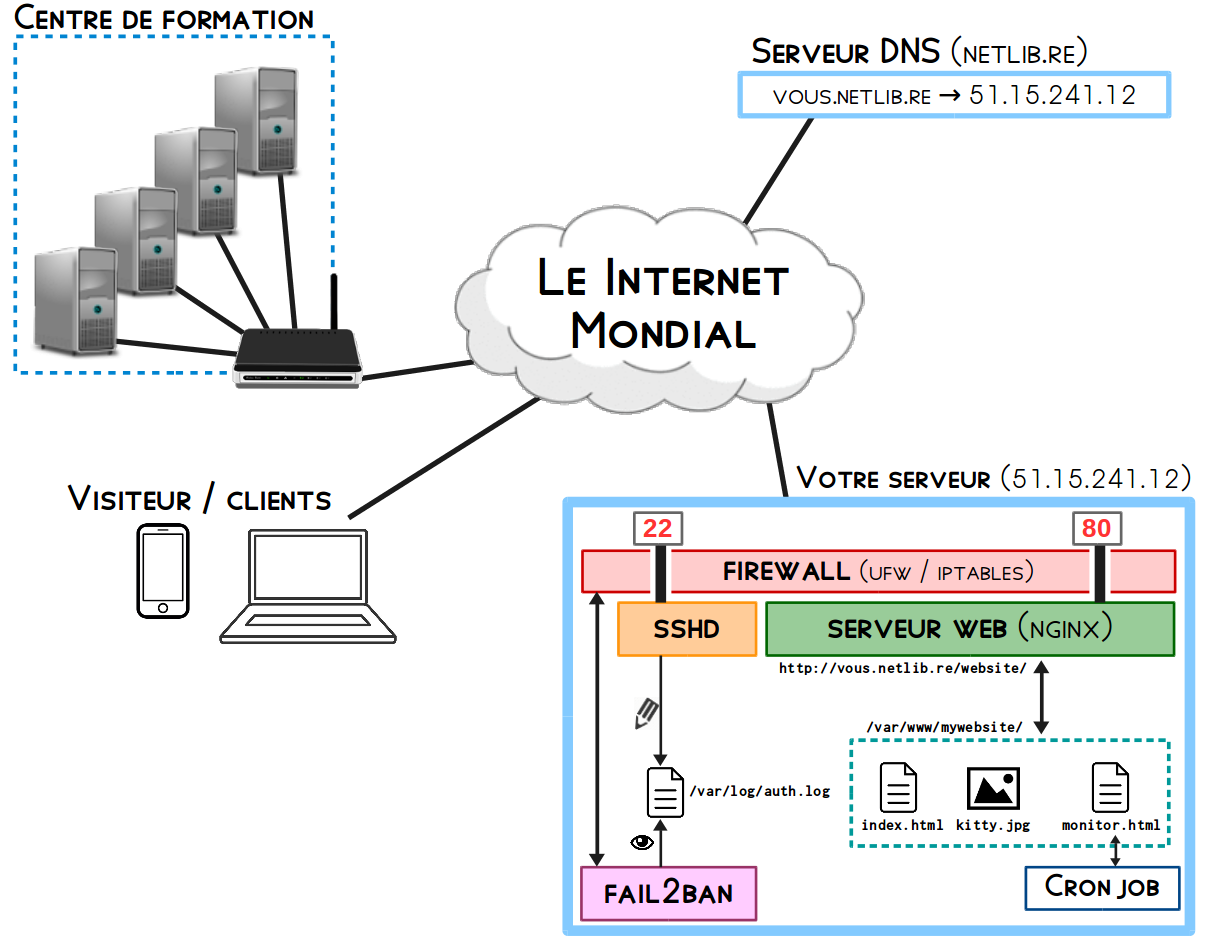 Centre de formation
Serveur DNS (netlib.re)
vous.netlib.re → 51.15.241.12
Le Internet
Mondial
Visiteur / clients
Votre serveur (51.15.241.12)
22
80
FIREWALL (ufw / iptables)
SSHD
SERVEUR WEB (NGINX)
http://vous.netlib.re/website/
/var/www/mywebsite/
/var/log/auth.log
index.html
kitty.jpg
monitor.html
fail2ban
Cron job